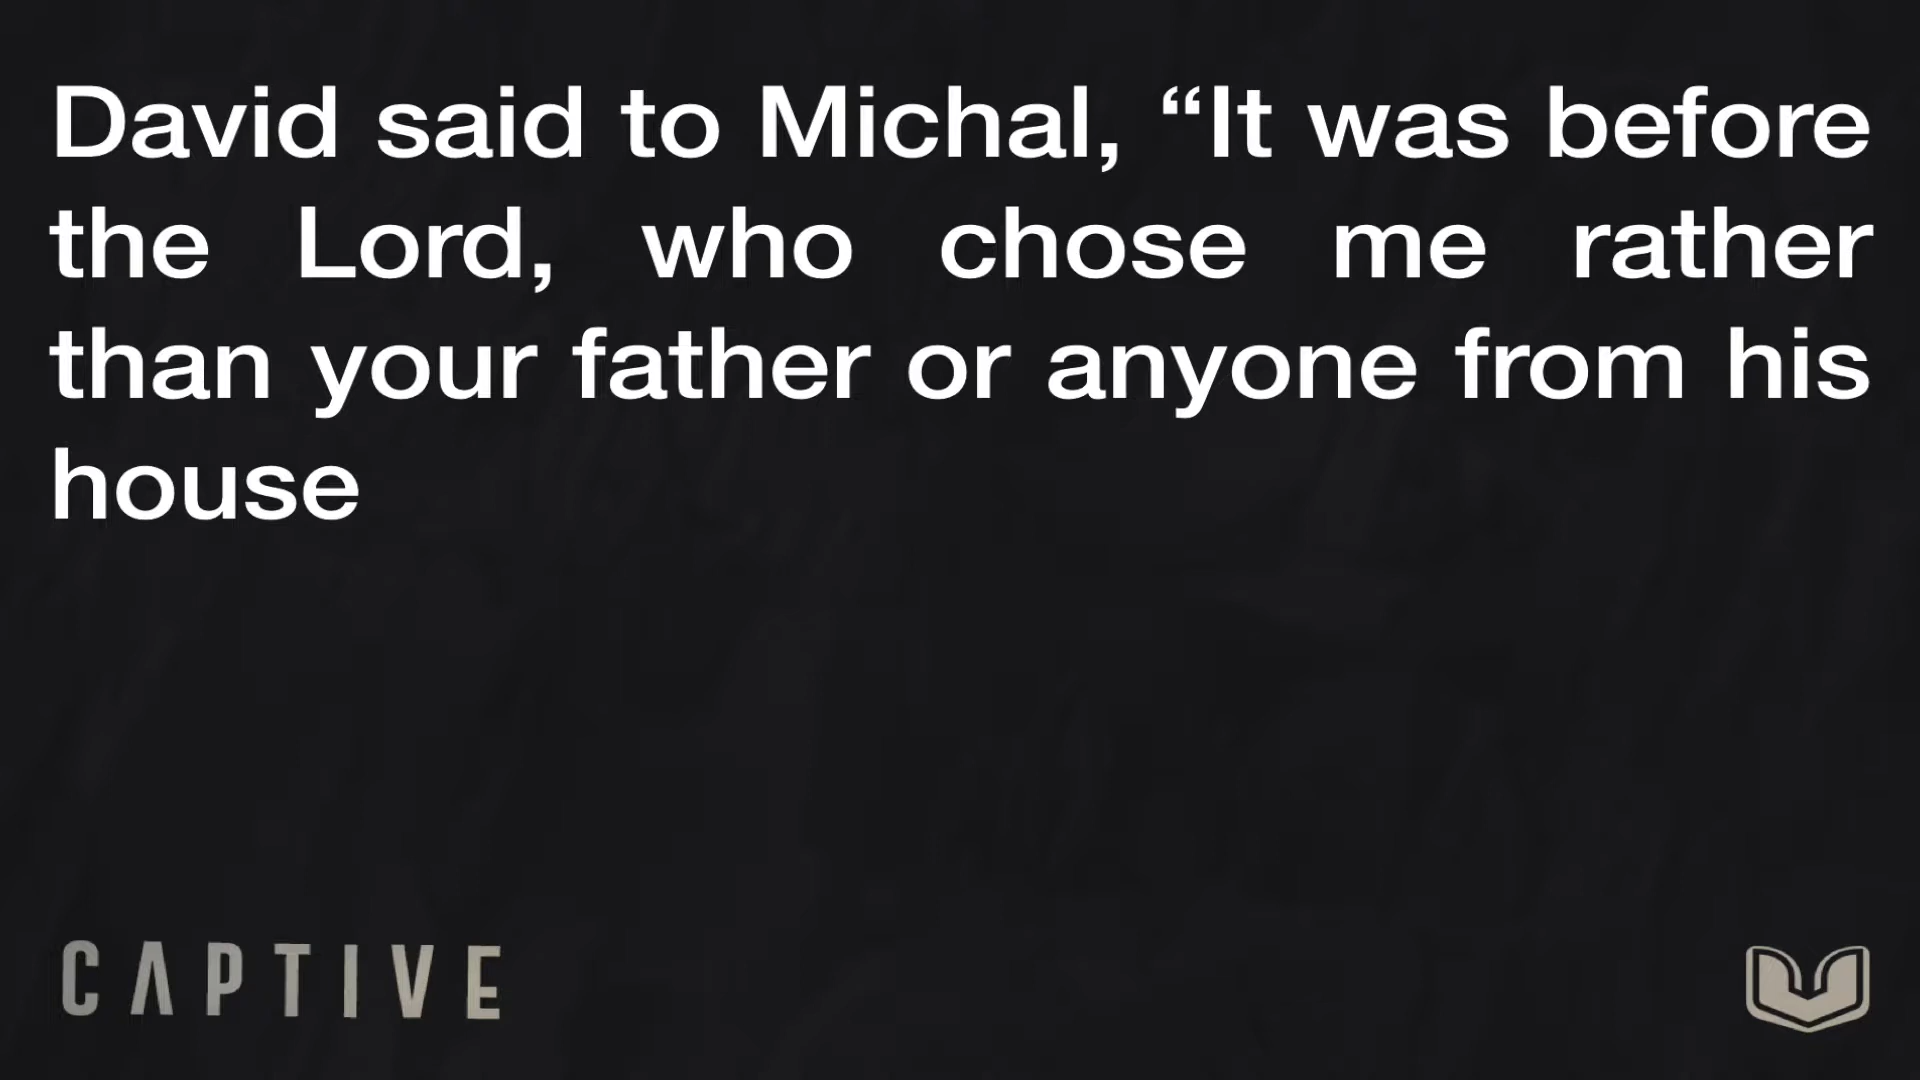 David said to Michal, “It was before
the Lord, who chose me rather
than your father or anyone from his
house
CAPTIVE